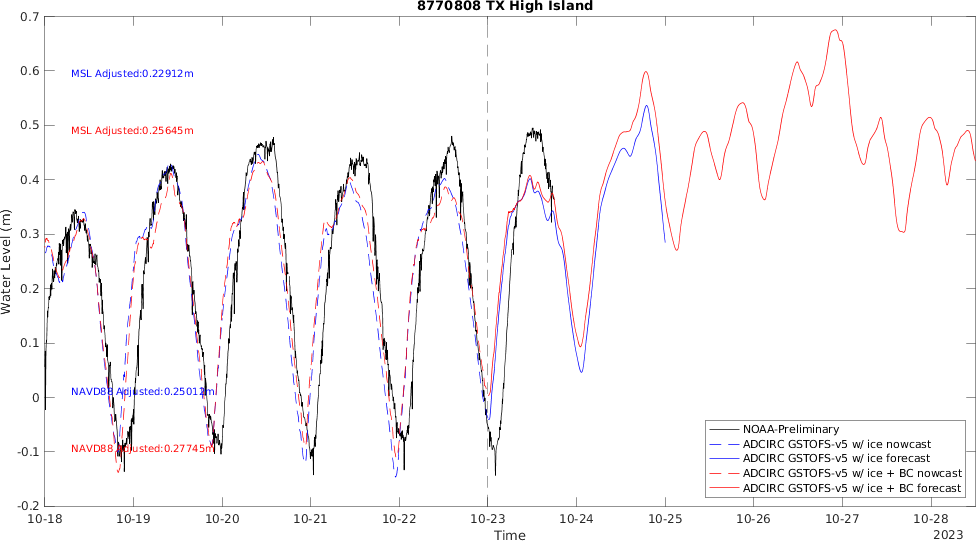 8770808 TX High Island
0.7
0.6
0.5
0.4
0.3
0.2
0.1
0
-0.1
-0.2
Water Level (m)
MSL Adjusted:0.22912m
MSL Adjusted:0.25645m
NAVD88 Adjusted:0.25012m
NAVD88 Adjusted:0.27745m
NOAA-Preliminary
ADCIRC GSTOFS-v5 w/ ice nowcast
ADCIRC GSTOFS-v5 w/ ice forecast
ADCIRC GSTOFS-v5 w/ ice + BC nowcast
ADCIRC GSTOFS-v5 w/ ice + BC forecast
10-18 10-19 10-20 10-21 10-22 10-23 10-24 10-25 10-26 10-27 10-28
Time
2023